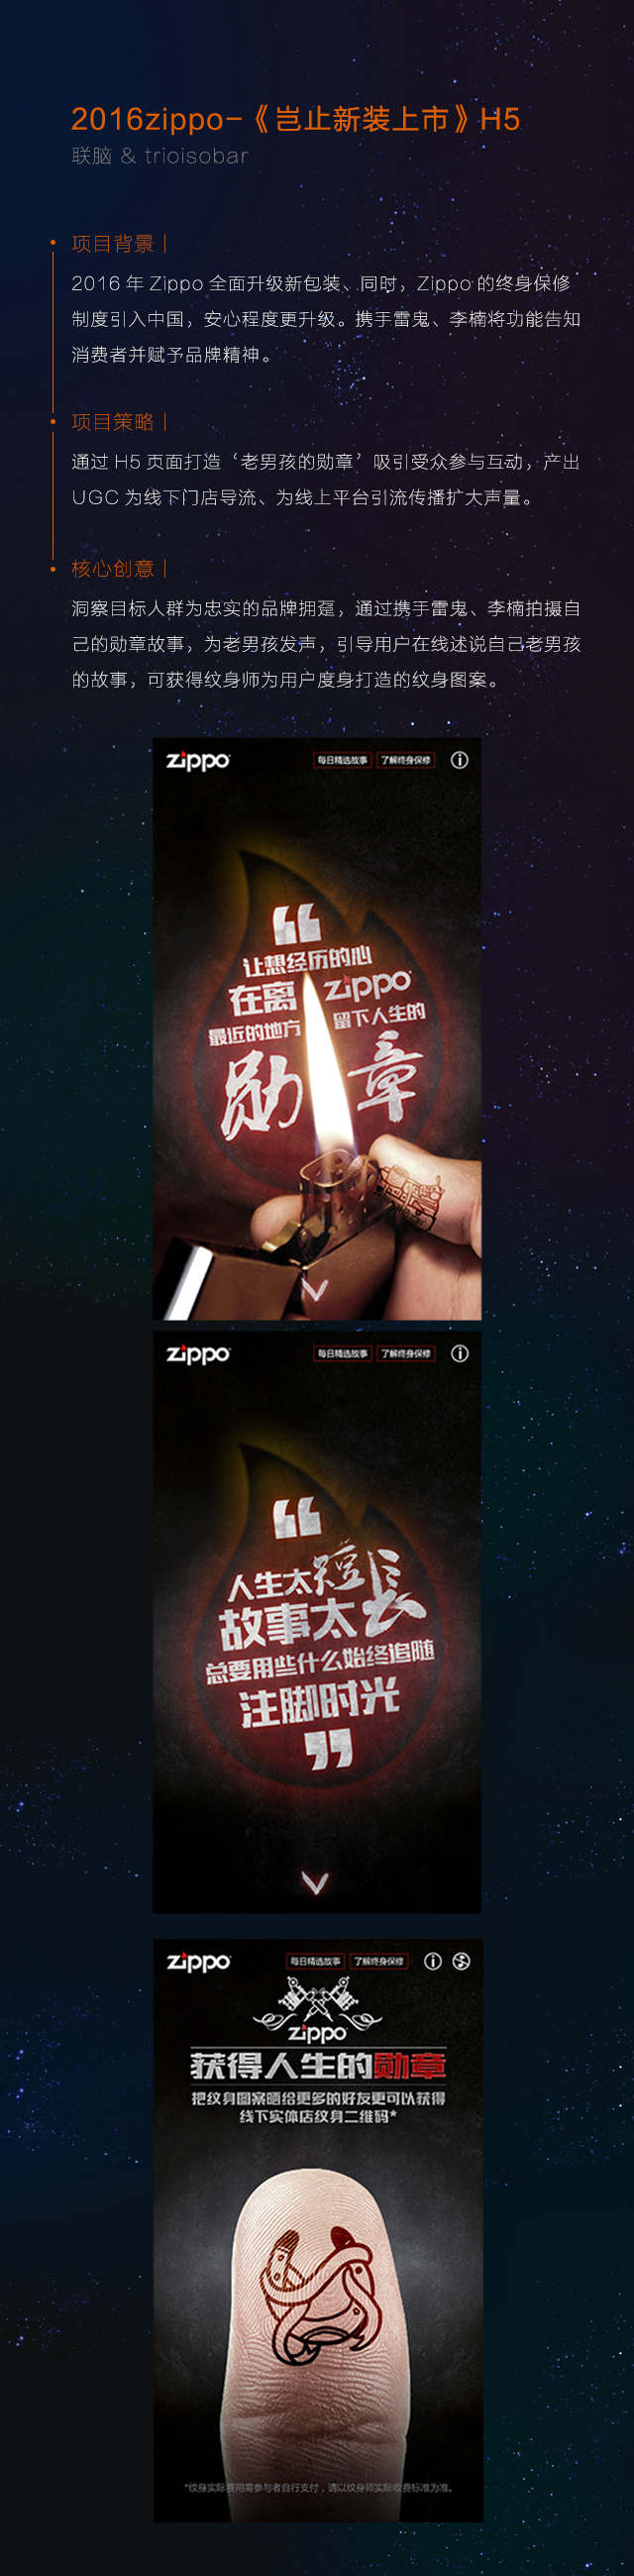 2016zippo-《岂止新装上市》H5
联脑 & trioisobar
项目背景｜
2016 年 Zippo 全面升级新包装、同时，Zippo 的终身保修
制度引入中国，安心程度更升级。携手雷鬼、李楠将功能告知
消费者并赋予品牌精神。
项目策略｜
通过 H5 页面打造‘老男孩的勋章’吸引受众参与互动，产出
UGC 为线下门店导流、为线上平台引流传播扩大声量。
核心创意｜
洞察目标人群为忠实的品牌拥趸，通过携手雷鬼、李楠拍摄自
己的勋章故事，为老男孩发声，引导用户在线述说自己老男孩
的故事，可获得纹身师为用户度身打造的纹身图案。
zippo 每日精选故事 了解终身保修
“
让想经历的心
在离 zippo
最近的地方 留下人生的
勋章
zippo 每日精选故事 了解终身保修
“
人生太短
故事太長
总要用些什么始终追随
注脚时光
”
zippo 每日精选故事 了解终身保修
zippo
获得人生的勋章
把纹身图案晒给更多的好友更可以获得
线下实体店纹身二维码*
*纹身实际费用需参与者自行支付，请以纹身师实际收费标准为准。